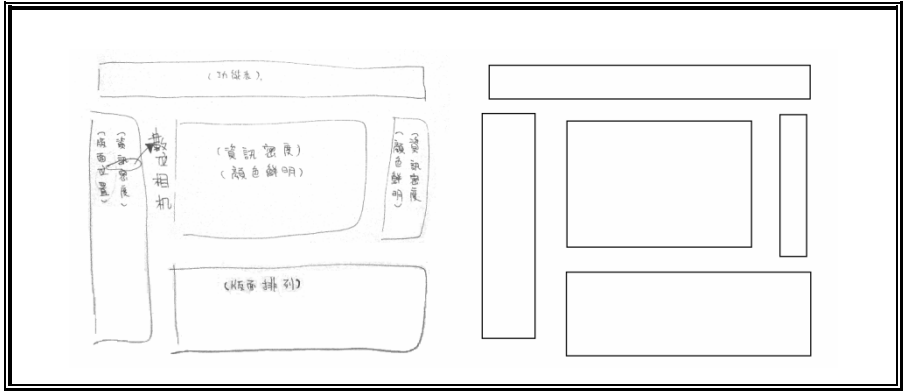 (功能表)
(資訊密度)
(版面位置)
數位相机
(資訊密度)
(顏色鮮明)
(資訊密度
(顏色鮮明)
(版面排列)